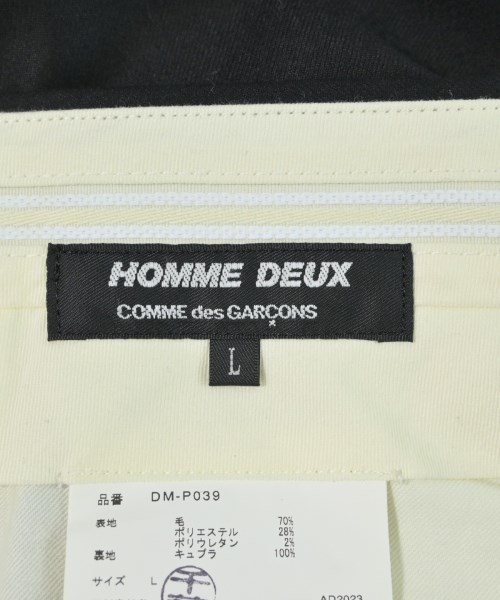 HOMME DEUX
COMME des GARÇONS
L
品番 DM-P039
表地 毛 70%
ポリエステル 28%
ポリウレタン 2%
裏地 キュプラ 100%
サイズ L
AD2023